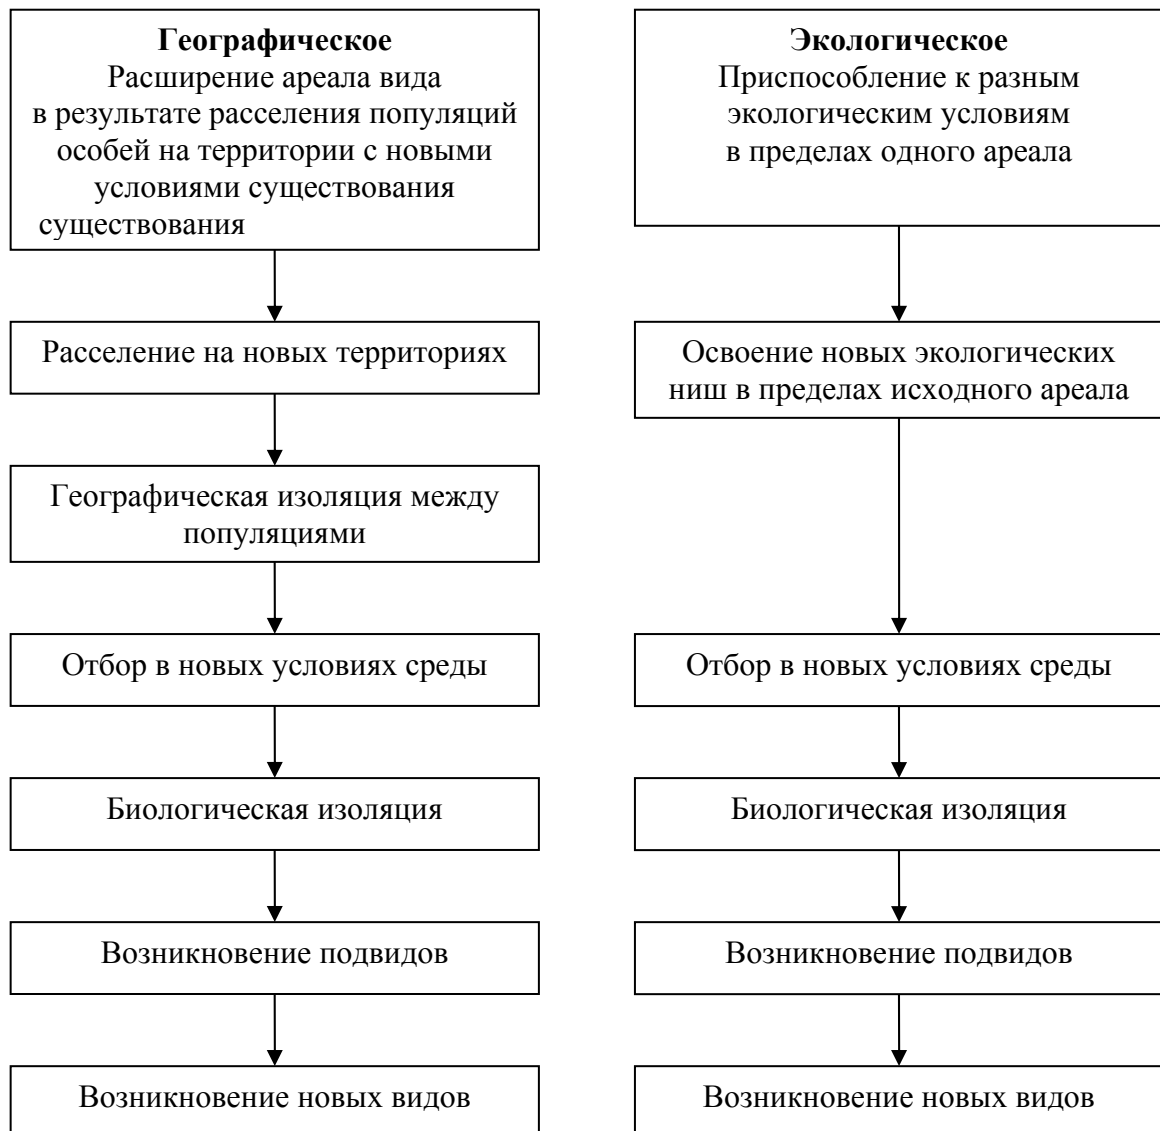 Географическое
Расширение ареала вида
в результате расселения популяций
особей на территории с новыми
условиями существования
существования
Расселение на новых территориях
Географическая изоляция между
популяциями
Отбор в новых условиях среды
Биологическая изоляция
Возникновение подвидов
Возникновение новых видов
Экологическое
Приспособление к разным
экологическим условиям
в пределах одного ареала
Освоение новых экологических
ниш в пределах исходного ареала
Отбор в новых условиях среды
Биологическая изоляция
Возникновение подвидов
Возникновение новых видов